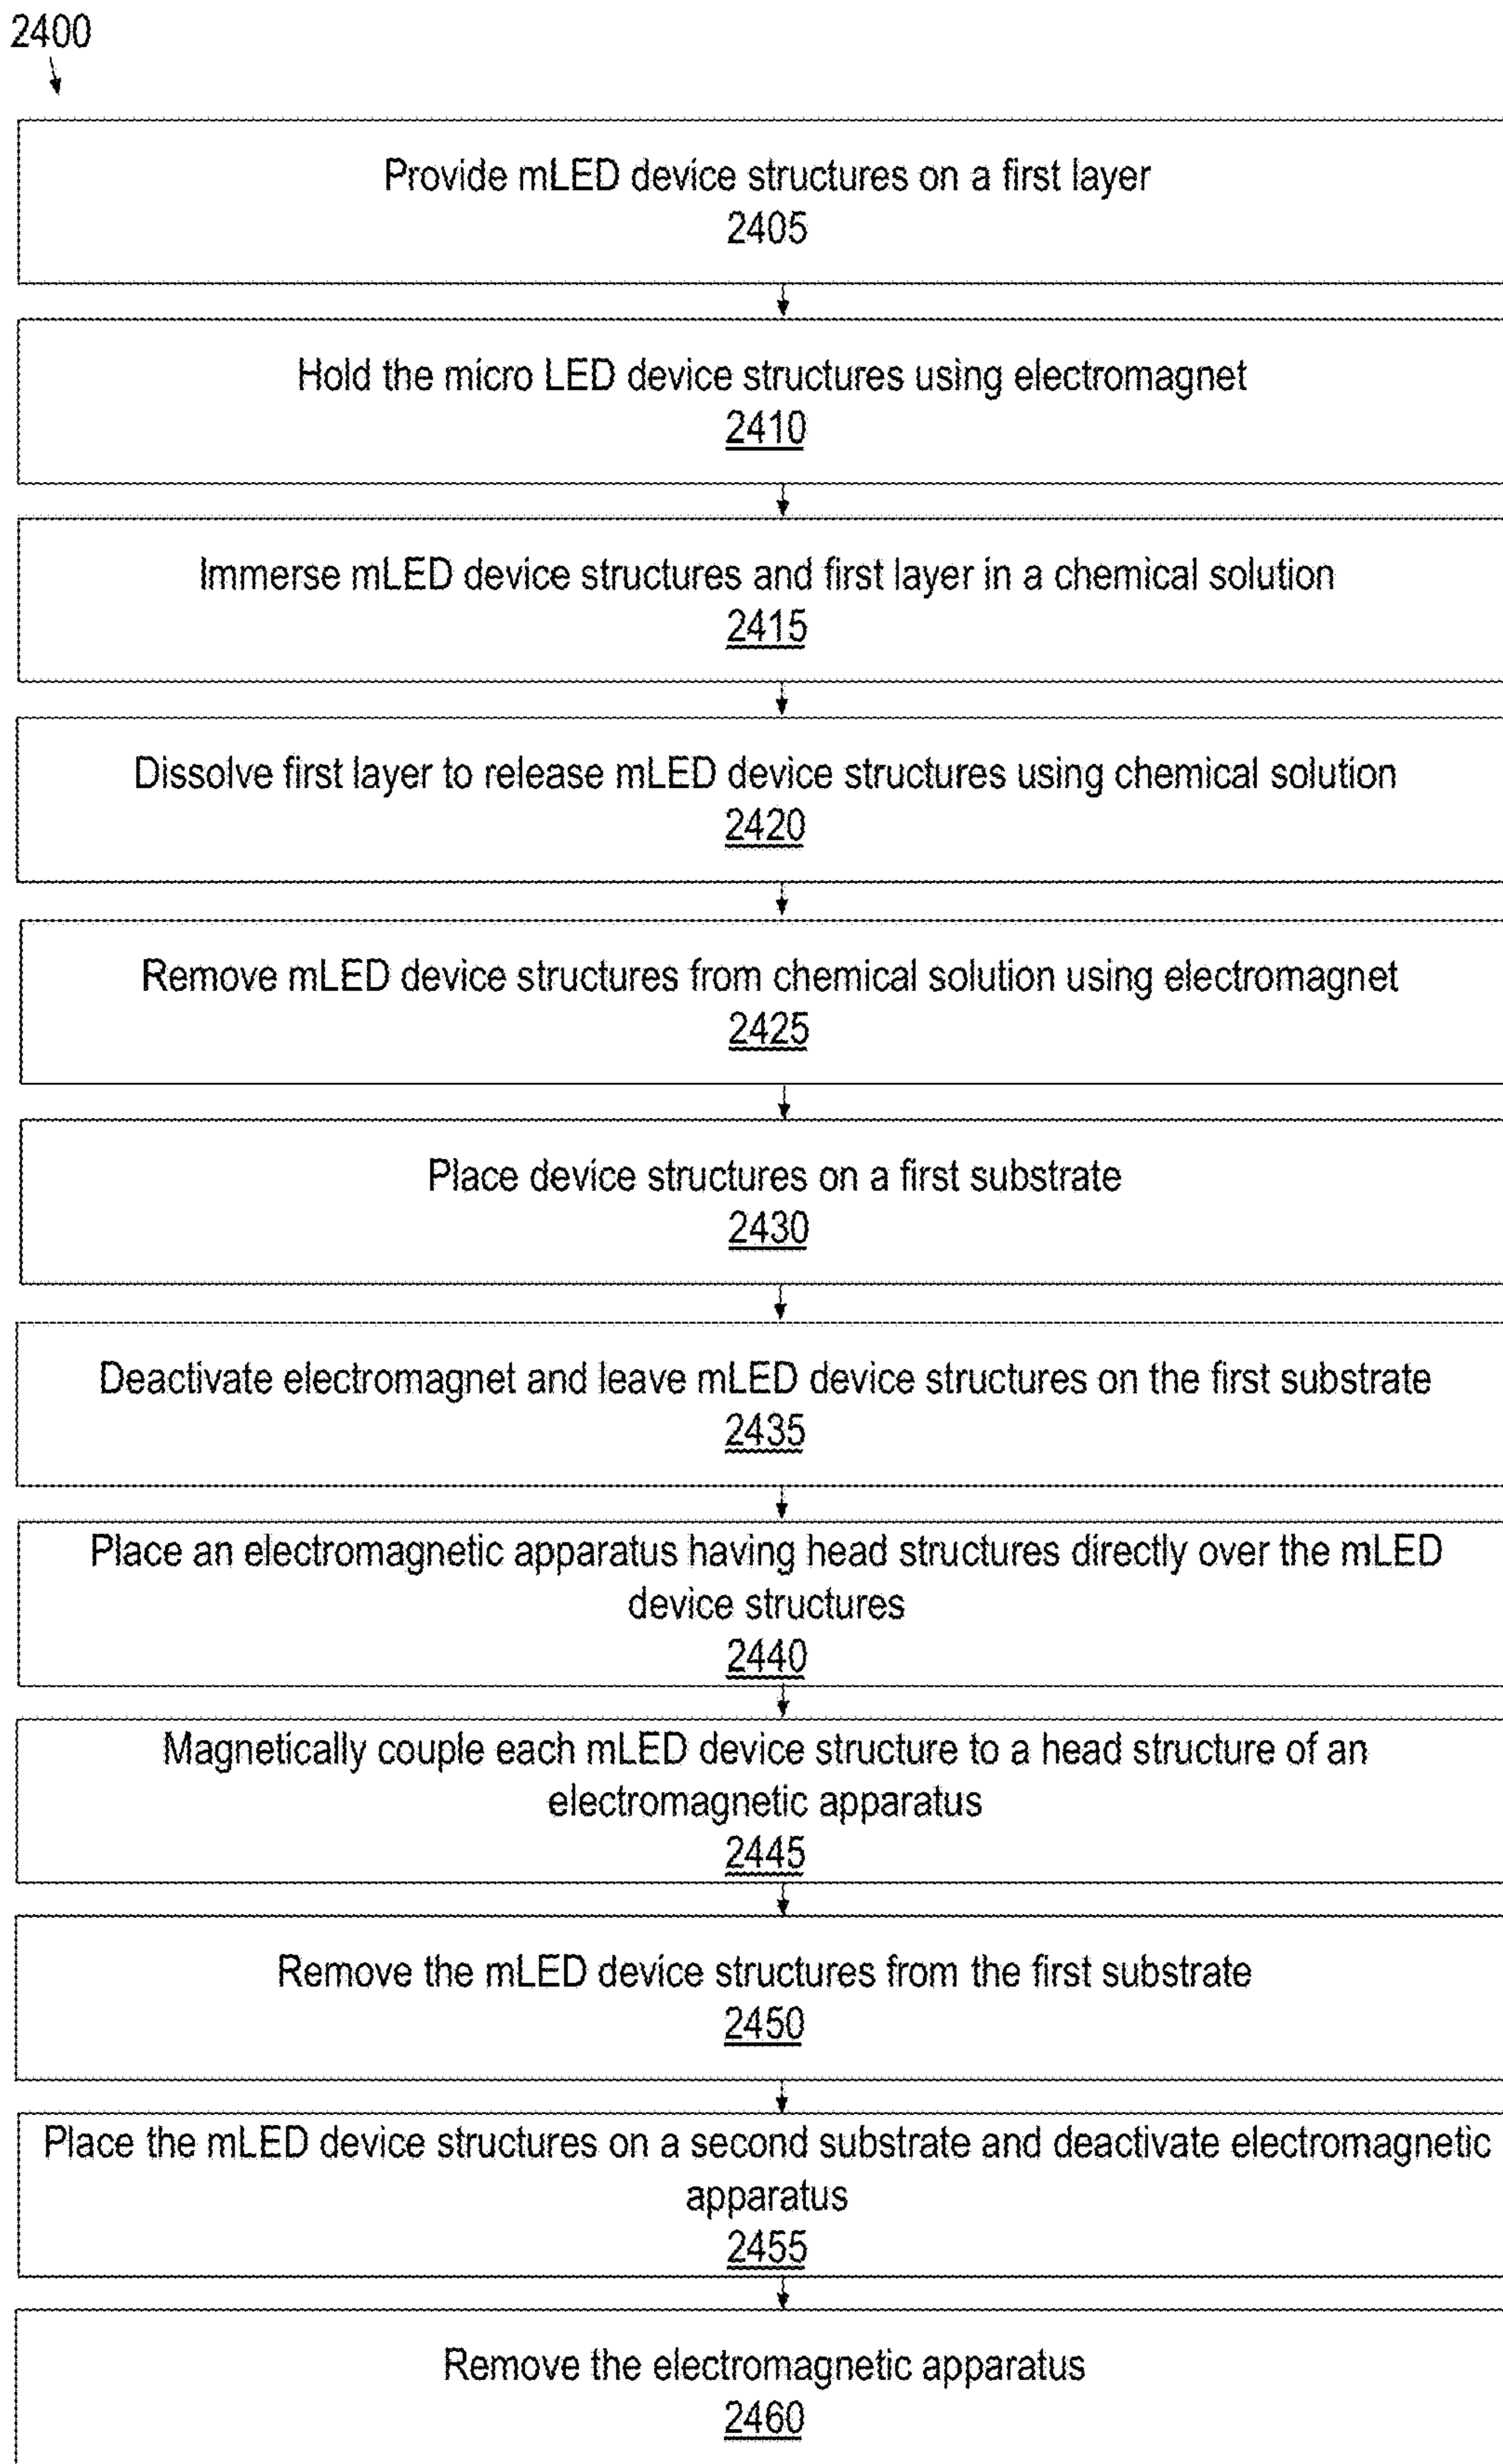 2400
Provide mLED device structures on a first layer
2405
Hold the micro LED device structures using electromagnet
2410
Immerse mLED device structures and first layer in a chemical solution
2415
Dissolve first layer to release mLED device structures using chemical solution
2420
Remove mLED device structures from chemical solution using electromagnet
2425
Place device structures on a first substrate
2430
Deactivate electromagnet and leave mLED device structures on the first substrate
2435
Place an electromagnetic apparatus having head structures directly over the mLED
device structures
2440
Magnetically couple each mLED device structure to a head structure of an
electromagnetic apparatus
2445
Remove the mLED device structures from the first substrate
2450
Place the mLED device structures on a second substrate and deactivate electromagnetic
apparatus
2455
Remove the electromagnetic apparatus
2460